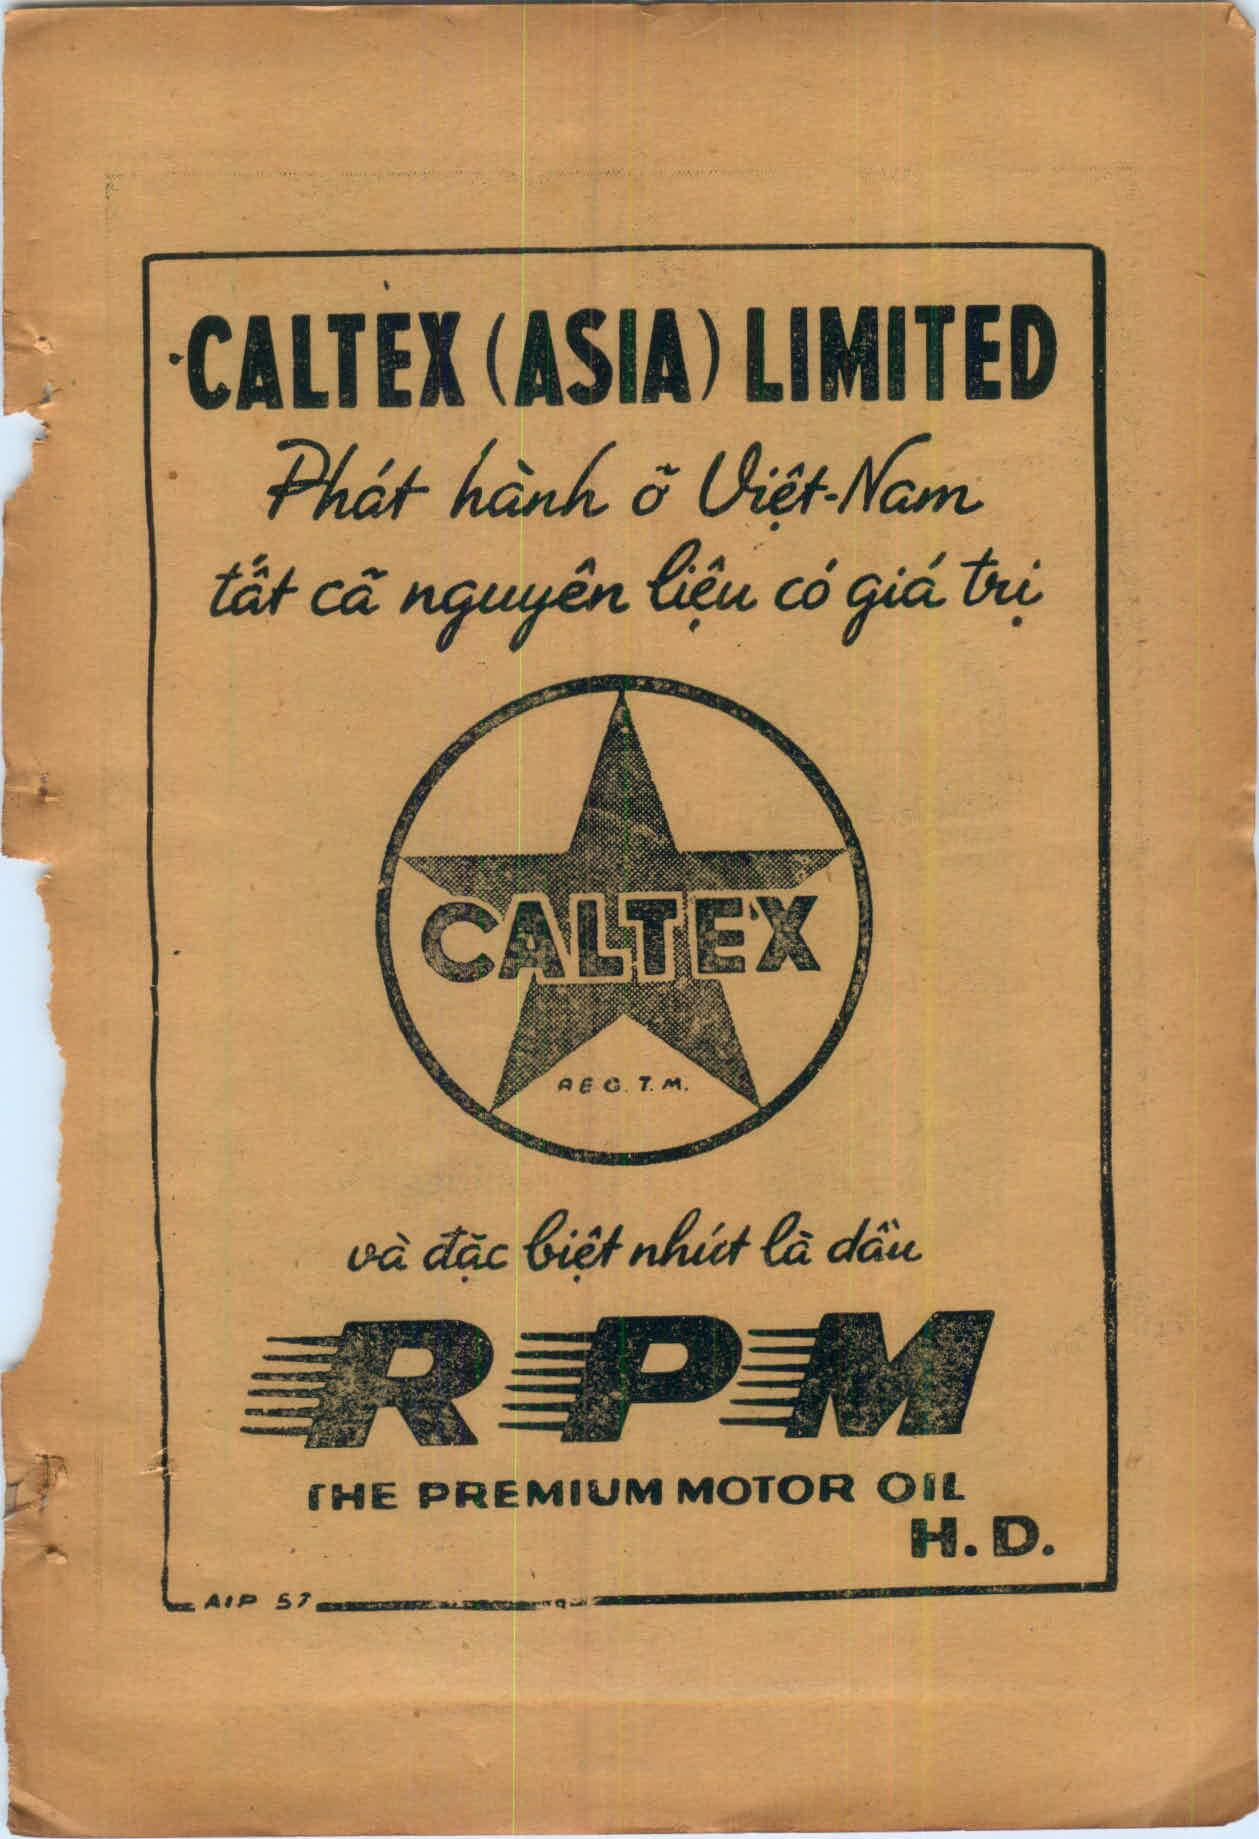 CALTEX (ASIA) LIMITED
Phát hành ỡ Việt-Nam
tất cã nguyên liệu có giá trị
CALTEX
REG. T.M.
và đặc biệt nhút là dầu
RPM
THE PREMIUM MOTOR OIL
H.D.
AIP 57